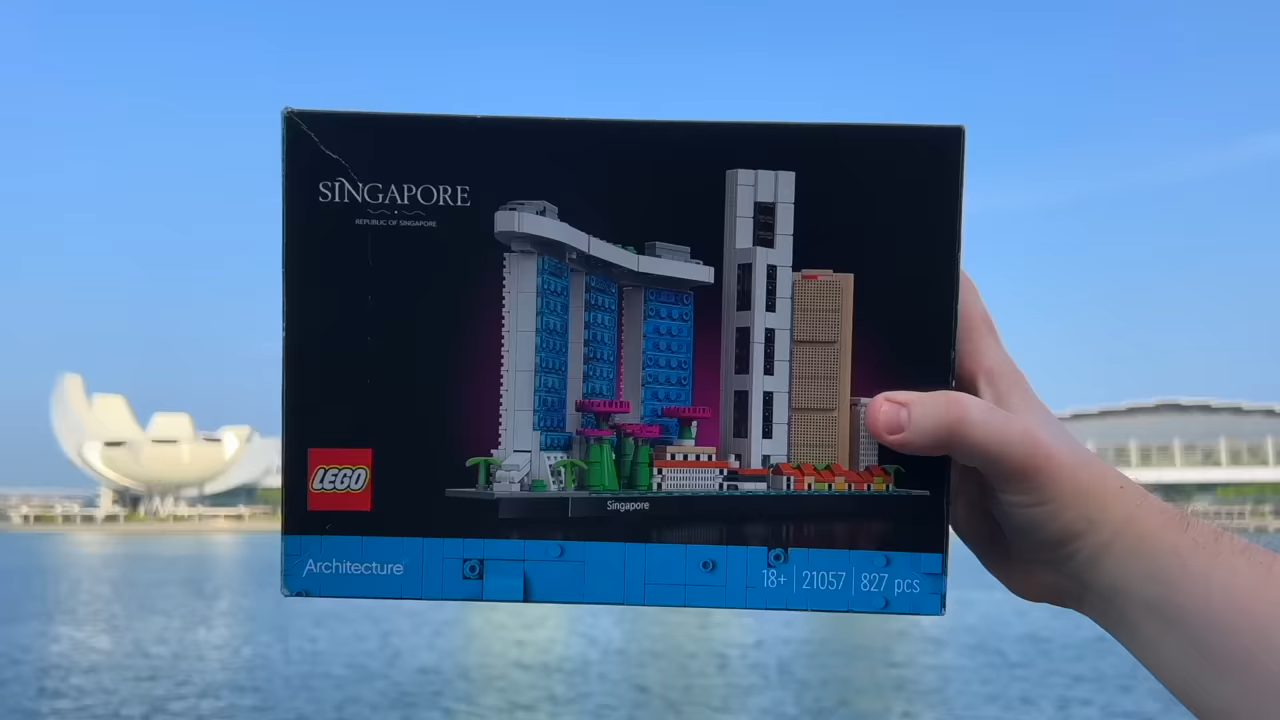 SINGAPORE
REPUBLIC OF SINGAPORE
LEGO
Singapore
Architecture
18+ | 21057 | 827 pcs